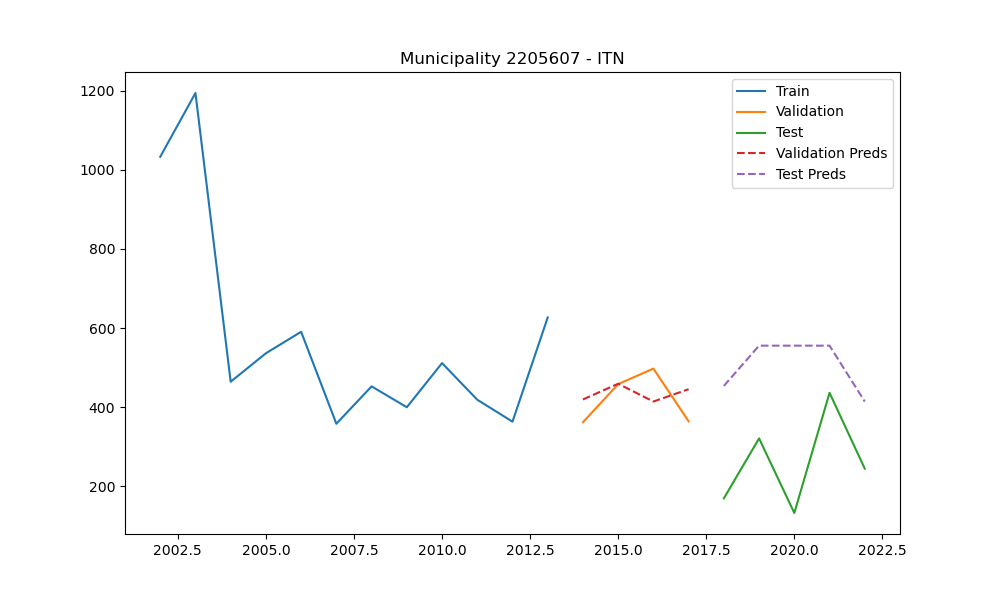 Municipality 2205607 - ITN
Train
Validation
Test
Validation Preds
Test Preds
1200
1000
800
600
400
200
2002.5 2005.0 2007.5 2010.0 2012.5 2015.0 2017.5 2020.0 2022.5